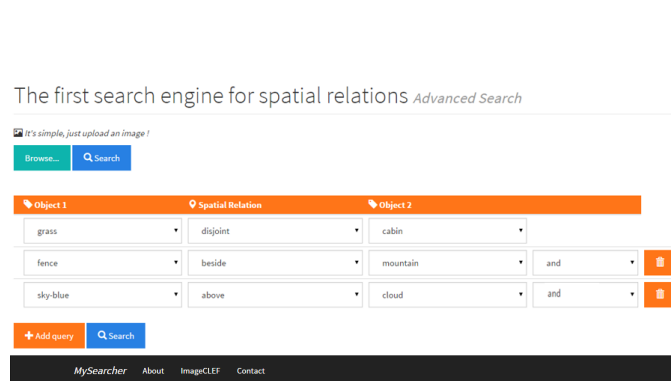 The first search engine for spatial relations Advanced Search
It's simple, just upload an image !
Browse... Search
Object 1 Spatial Relation Object 2
grass disjoint cabin
fence beside mountain and
sky-blue above cloud and
Add query Search
MySearcher About ImageCLEF Contact